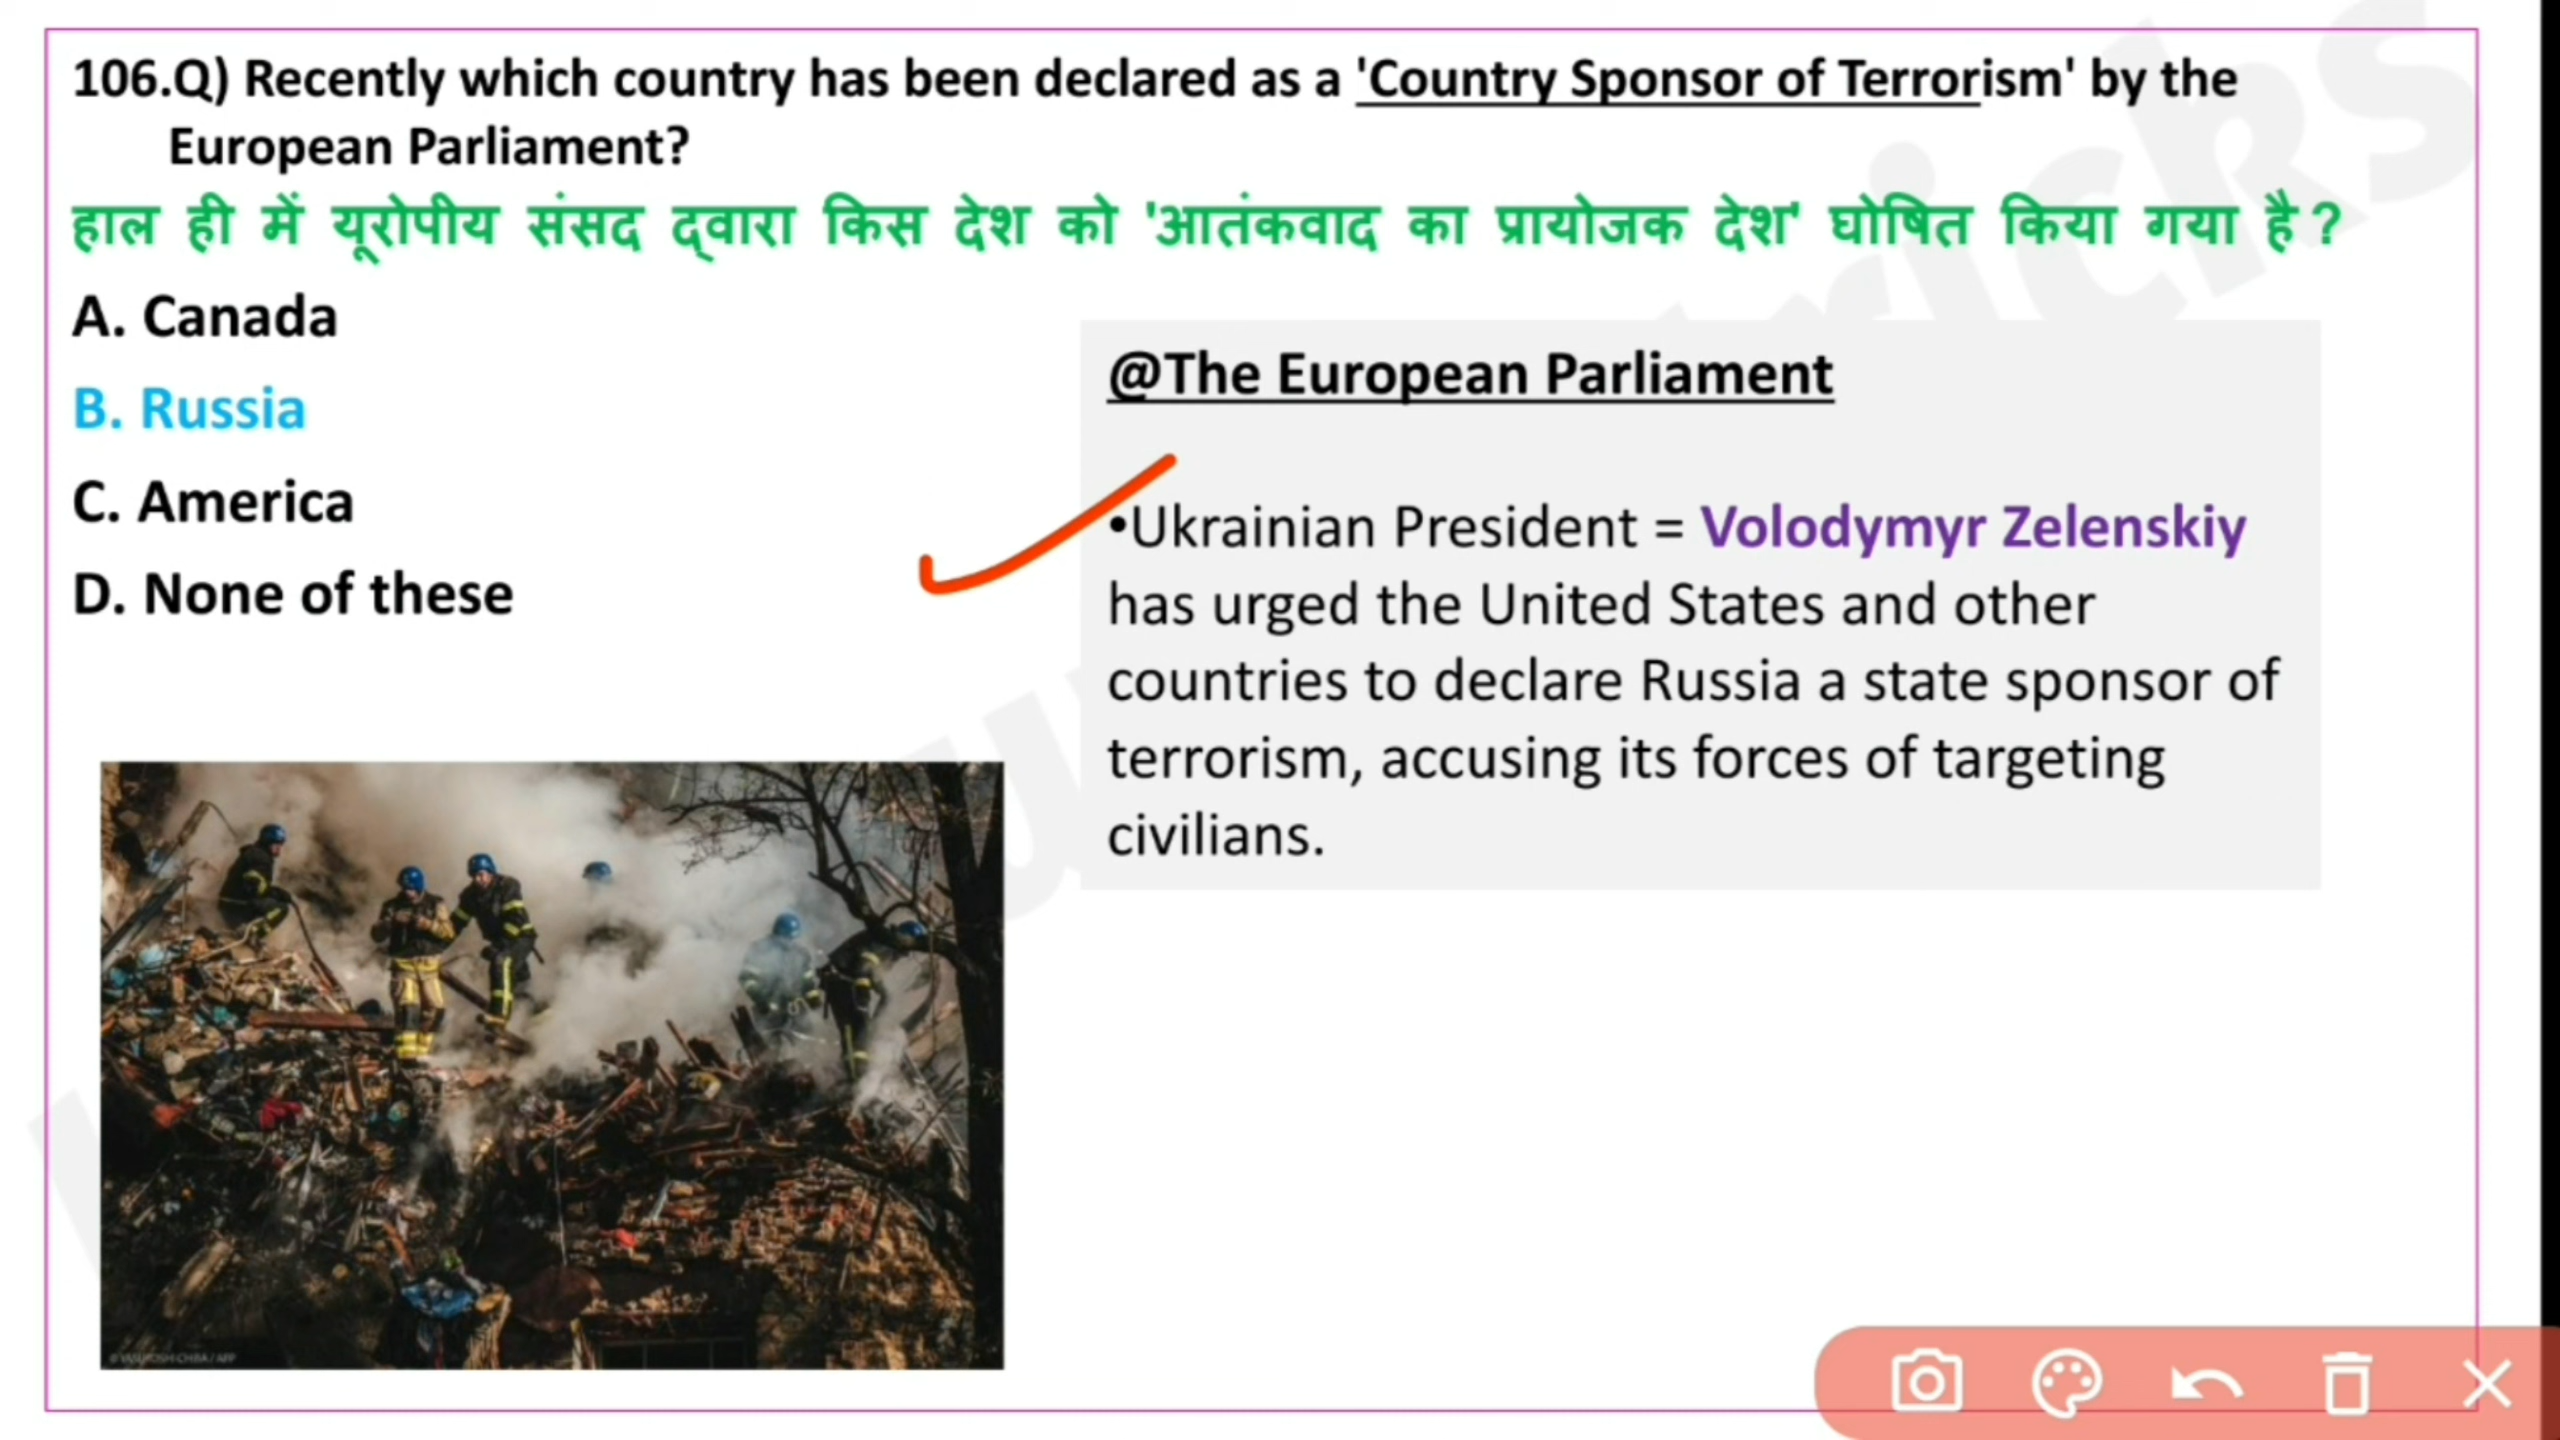 106.Q) Recently which country has been declared as a 'Country Sponsor of Terrorism' by the
European Parliament?
हाल ही में यूरोपीय संसद द्वारा किस देश को 'आतंकवाद का प्रायोजक देश' घोषित किया गया है ?
A. Canada
B. Russia
C. America
D. None of these
@The European Parliament
•Ukrainian President = Volodymyr Zelenskiy
has urged the United States and other
countries to declare Russia a state sponsor of
terrorism, accusing its forces of targeting
civilians.